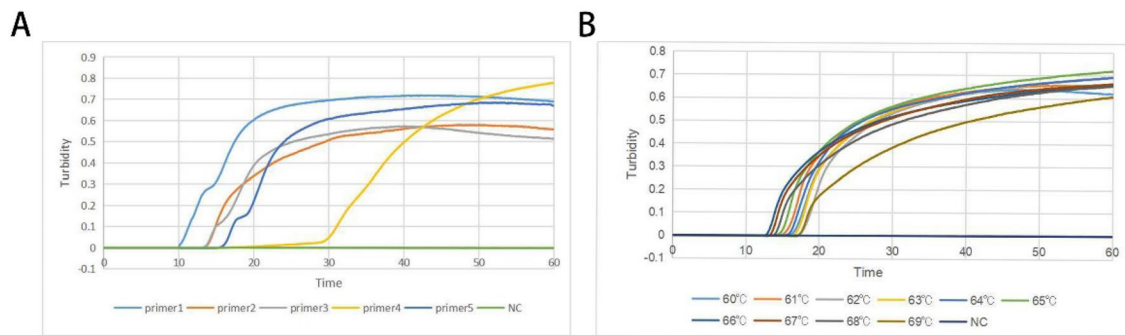 A
0.9
0.8
0.7
0.6
0.5
0.4
0.3
0.2
0.1
0
-0.1
Turbidity
0 10 20 30 40 50 60
Time
primer1 primer2 primer3 primer4 primer5 NC
B
0.8
0.7
0.6
0.5
0.4
0.3
0.2
0.1
0
-0.1
Turbidity
0 10 20 30 40 50 60
Time
60℃ 61℃ 62℃ 63℃ 64℃ 65℃
66℃ 67℃ 68℃ 69℃ NC